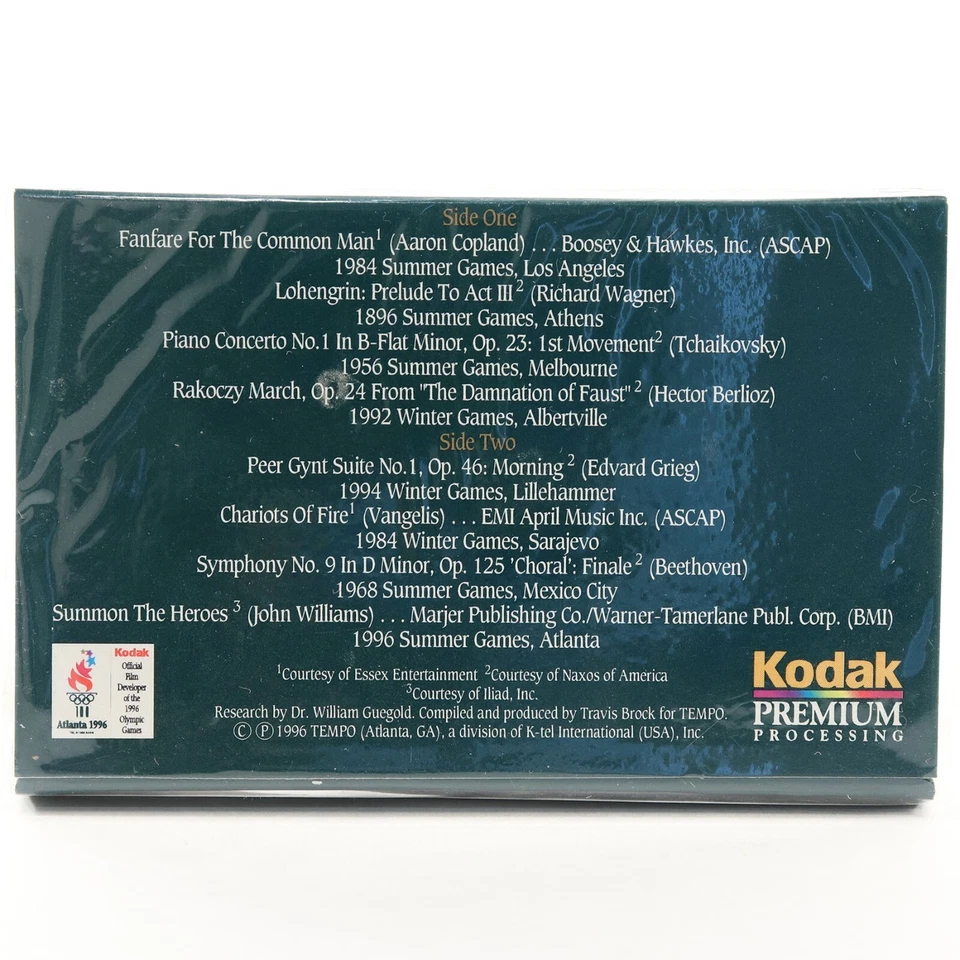 Side One
Fanfare For The Common Man¹ (Aaron Copland) . . . Boosey & Hawkes, Inc. (ASCAP)
1984 Summer Games, Los Angeles
Lohengrin: Prelude To Act III² (Richard Wagner)
1896 Summer Games, Athens
Piano Concerto No.1 In B-Flat Minor, Op. 23: 1st Movement² (Tchaikovsky)
1956 Summer Games, Melbourne
Rakoczy March, Op. 24 From "The Damnation of Faust"² (Hector Berlioz)
1992 Winter Games, Albertville
Side Two
Peer Gynt Suite No.1, Op. 46: Morning² (Edvard Grieg)
1994 Winter Games, Lillehammer
Chariots Of Fire¹ (Vangelis) . . . EMI April Music Inc. (ASCAP)
1984 Winter Games, Sarajevo
Symphony No. 9 In D Minor, Op. 125 'Choral': Finale² (Beethoven)
1968 Summer Games, Mexico City
Summon The Heroes³ (John Williams) . . . Marjer Publishing Co./Warner-Tamerlane Publ. Corp. (BMI)
1996 Summer Games, Atlanta
¹Courtesy of Essex Entertainment ²Courtesy of Naxos of America
³Courtesy of Iliad, Inc.
Research by Dr. William Guegold. Compiled and produced by Travis Brock for TEMPO.
© ℗ 1996 TEMPO (Atlanta, GA), a division of K-tel International (USA), Inc.
Atlanta 1996
Kodak
Official
Film
Developer
of the
1996
Olympic
Games
Kodak
PREMIUM
PROCESSING